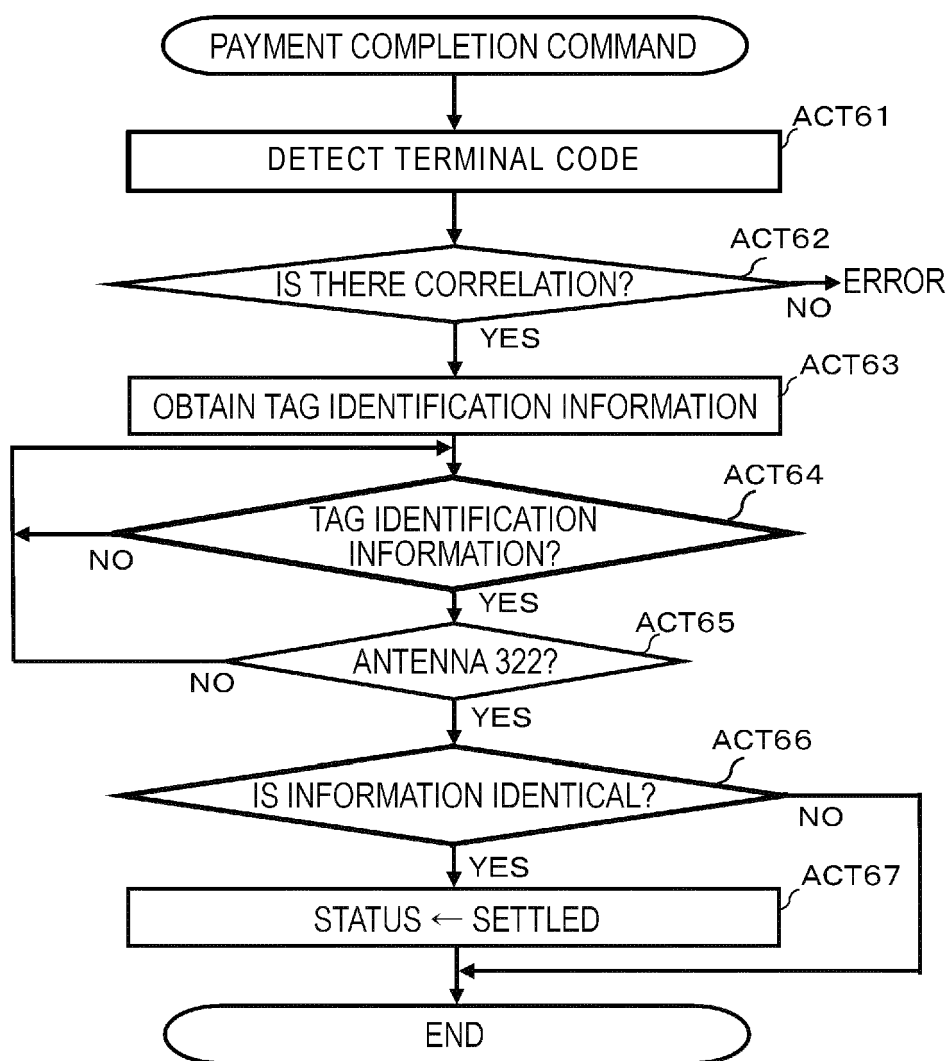 PAYMENT COMPLETION COMMAND
ACT61
DETECT TERMINAL CODE
ACT62
IS THERE CORRELATION?
ERROR
NO
YES
ACT63
OBTAIN TAG IDENTIFICATION INFORMATION
ACT64
TAG IDENTIFICATION
INFORMATION?
NO
YES
ACT65
ANTENNA 322?
NO
YES
ACT66
IS INFORMATION IDENTICAL?
NO
YES
ACT67
STATUS ← SETTLED
END